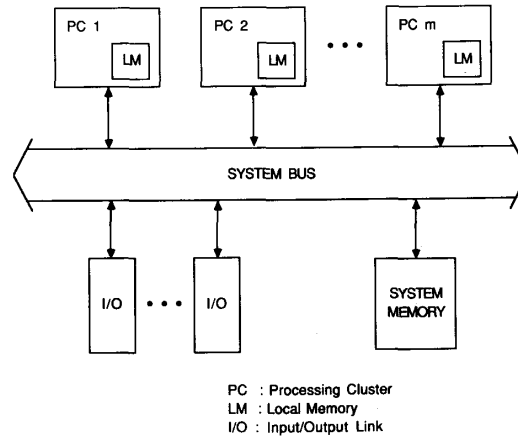 PC 1
LM
PC 2
LM
PC m
LM
SYSTEM BUS
I/O
I/O
SYSTEM
MEMORY
PC : Processing Cluster
LM : Local Memory
I/O : Input/Output Link